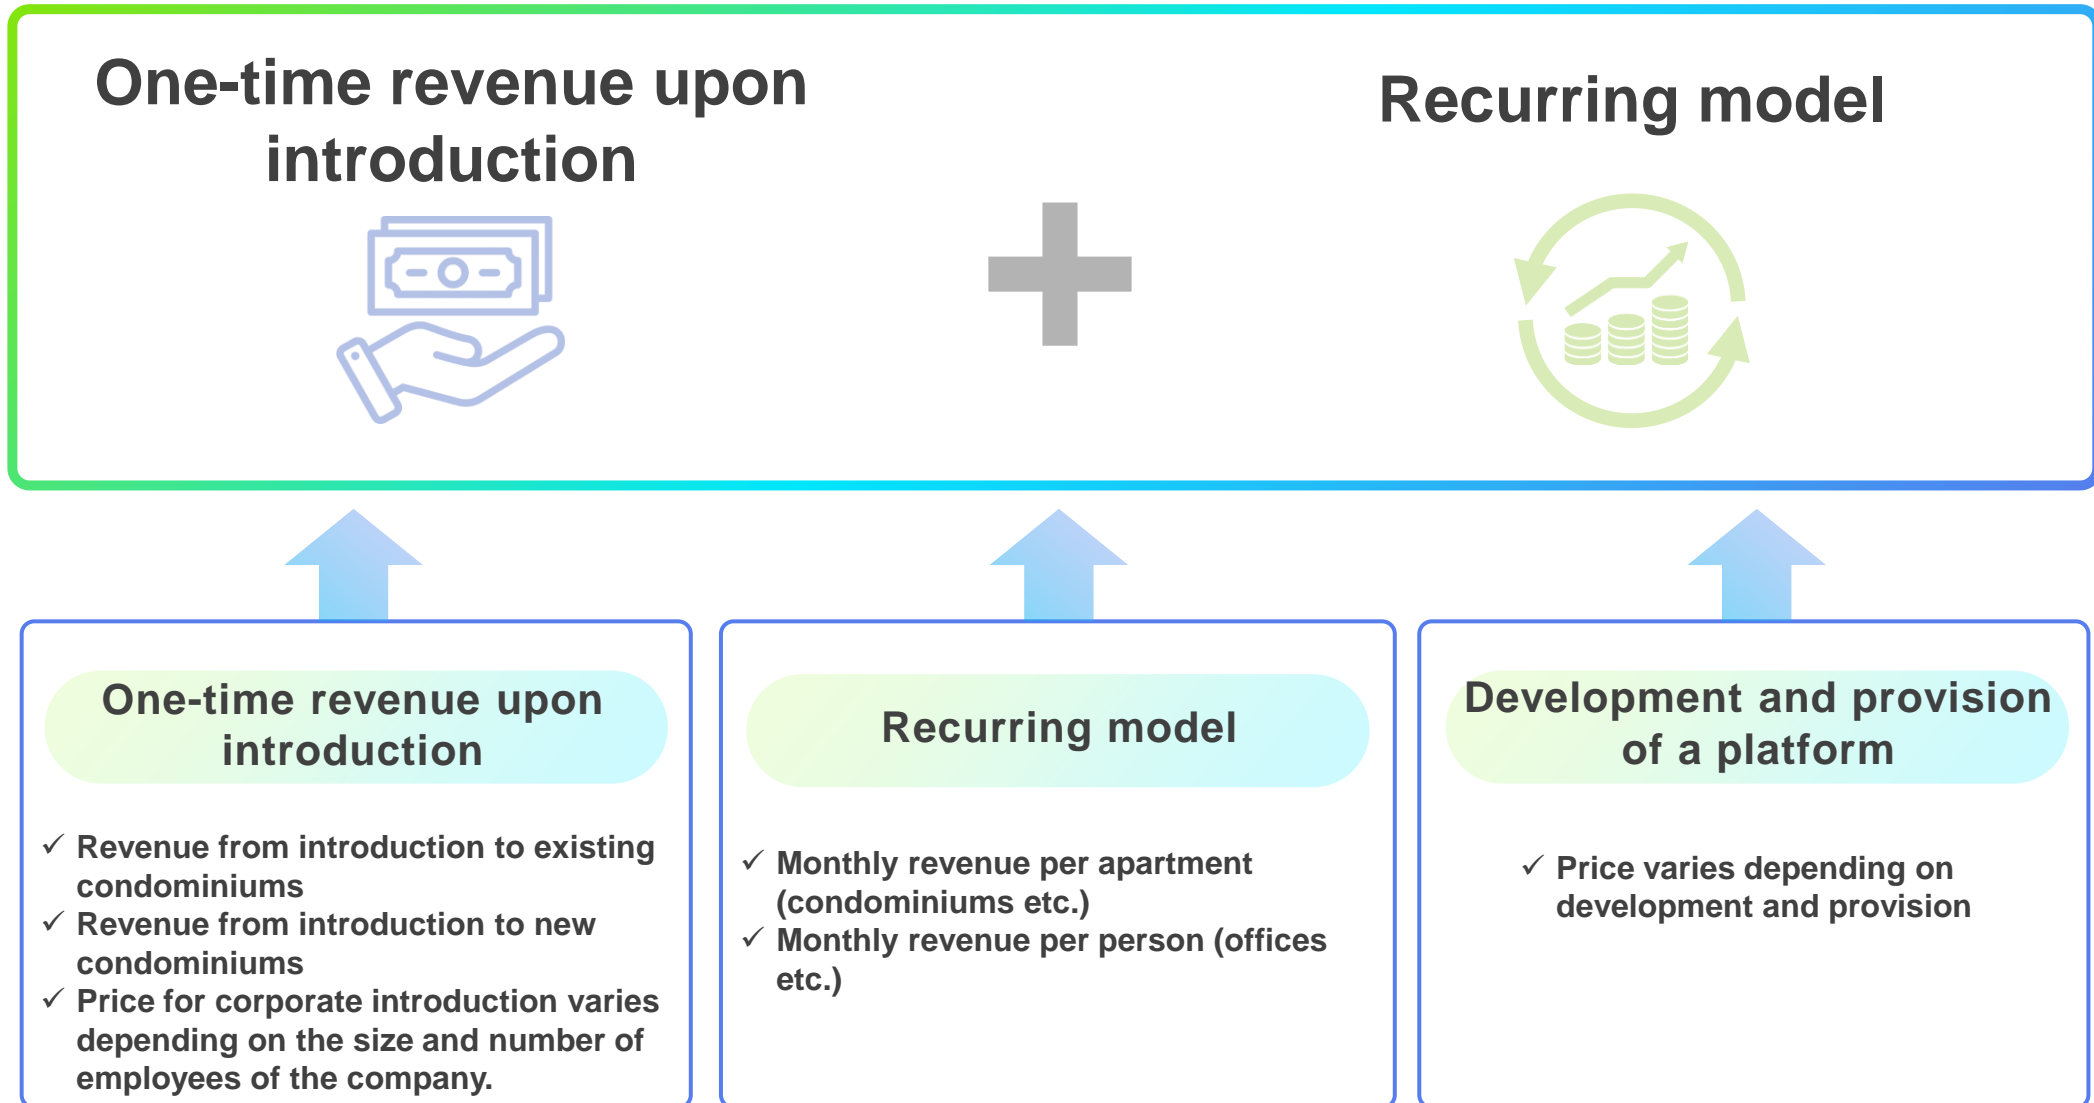 One-time revenue upon
introduction
Recurring model
One-time revenue upon
introduction
✓ Revenue from introduction to existing
condominiums
✓ Revenue from introduction to new
condominiums
✓ Price for corporate introduction varies
depending on the size and number of
employees of the company.
Recurring model
✓ Monthly revenue per apartment
(condominiums etc.)
✓ Monthly revenue per person (offices
etc.)
Development and provision
of a platform
✓ Price varies depending on
development and provision